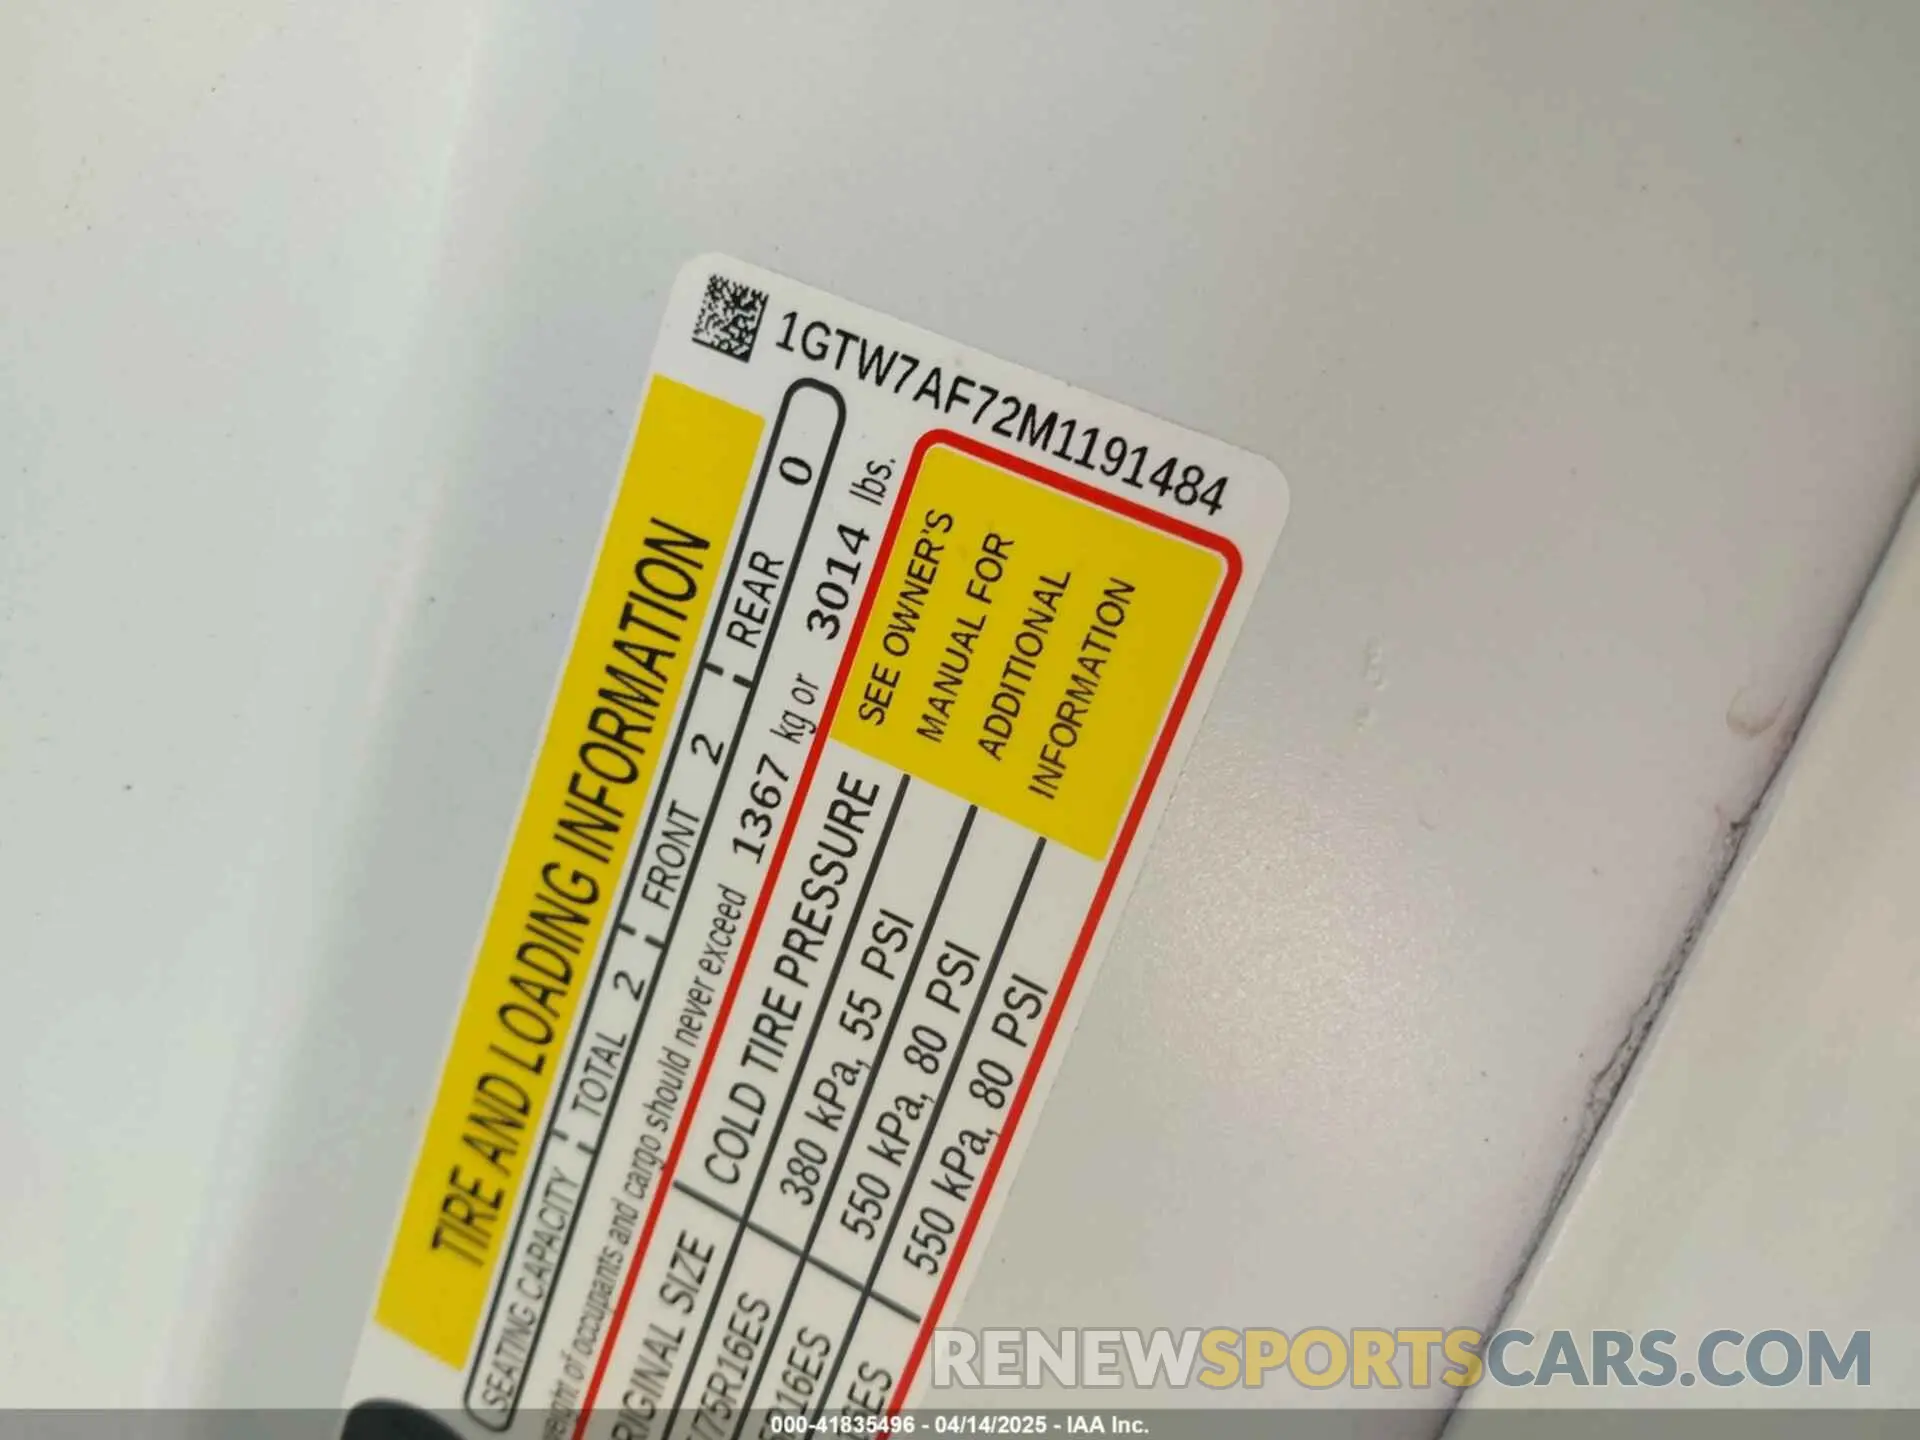 1GTW7AF72M1191484
TIRE AND LOADING INFORMATION
SEATING CAPACITY TOTAL 2 FRONT 2 REAR 0
of occupants and cargo should never exceed 1367 kg or 3014 lbs.
SIZE COLD TIRE PRESSURE
/75R16ES 380 kPa, 55 PSI
R16ES 550 kPa, 80 PSI
550 kPa, 80 PSI
SEE OWNER'S
MANUAL FOR
ADDITIONAL
INFORMATION
RENEWSPORTSCARS.COM
000-41835496 - 04/14/2025 - IAA Inc.